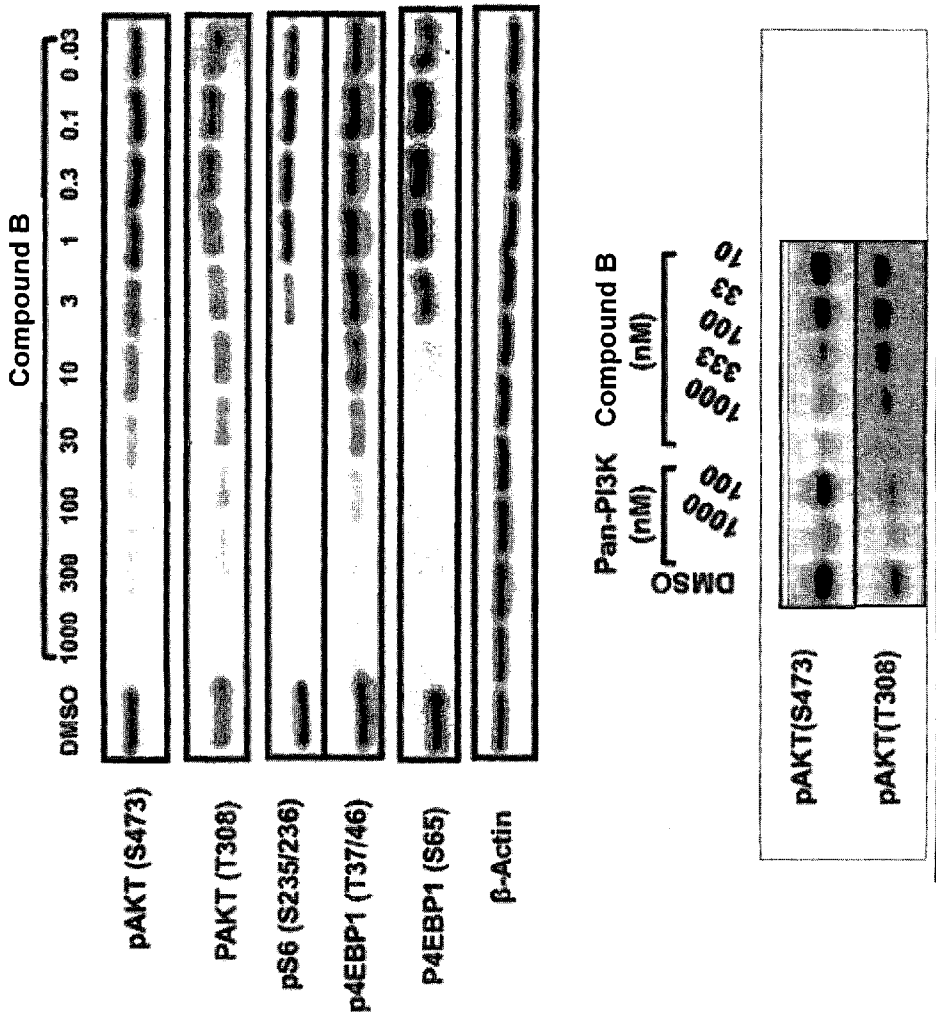 Compound B
DMSO 1000 300 100 30 10 3 1 0.3 0.1 0.03
pAKT (S473)
PAKT (T308)
pS6 (S235/236)
p4EBP1 (T37/46)
P4EBP1 (S65)
β-Actin
Pan-PI3K Compound B
(nM) (nM)
DMSO 1000 100 1000 333 100 33 10
pAKT(S473)
pAKT(T308)